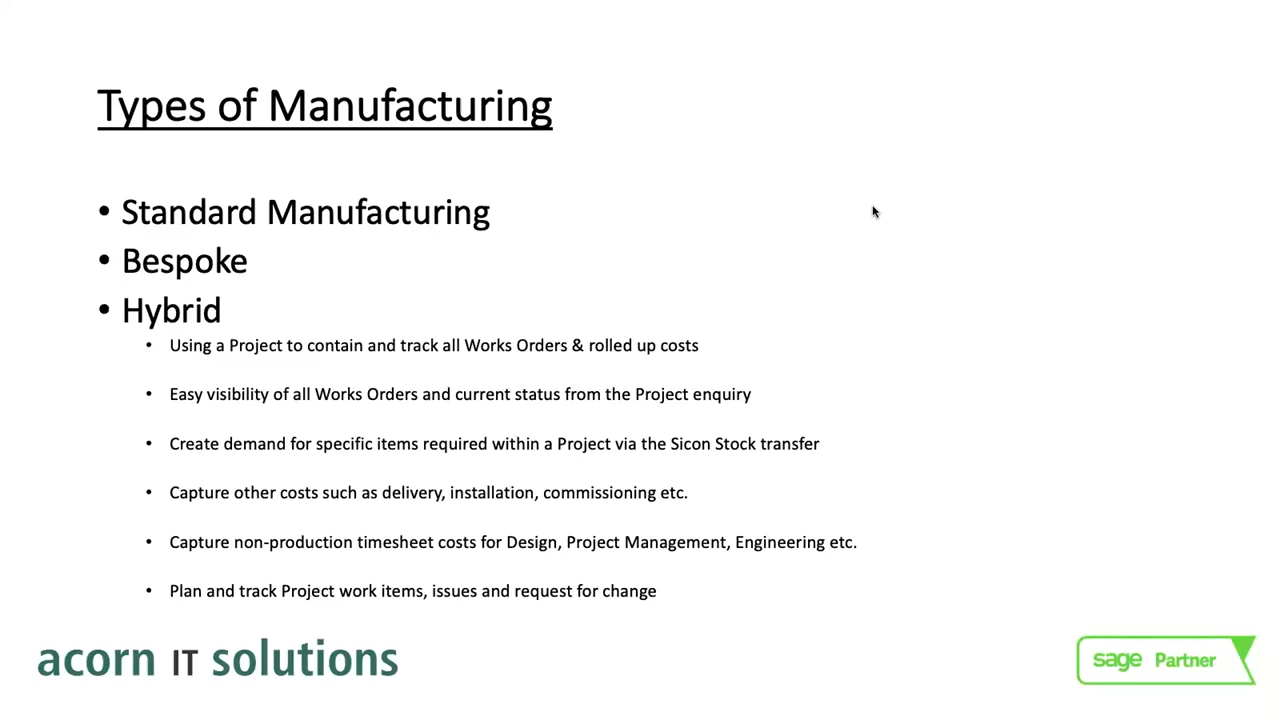 Types of Manufacturing
• Standard Manufacturing
• Bespoke
• Hybrid
• Using a Project to contain and track all Works Orders & rolled up costs
• Easy visibility of all Works Orders and current status from the Project enquiry
• Create demand for specific items required within a Project via the Sicon Stock transfer
• Capture other costs such as delivery, installation, commissioning etc.
• Capture non-production timesheet costs for Design, Project Management, Engineering etc.
• Plan and track Project work items, issues and request for change
acorn IT solutions
sage Partner